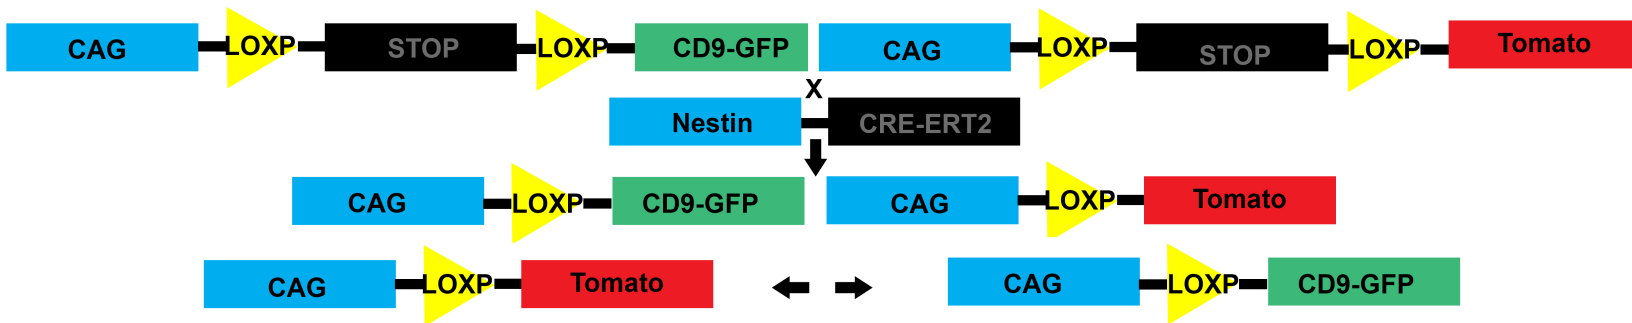 CAG LOXP STOP LOXP CD9-GFP CAG LOXP STOP LOXP Tomato
X
Nestin CRE-ERT2
CAG LOXP CD9-GFP CAG LOXP Tomato
CAG LOXP Tomato CAG LOXP CD9-GFP